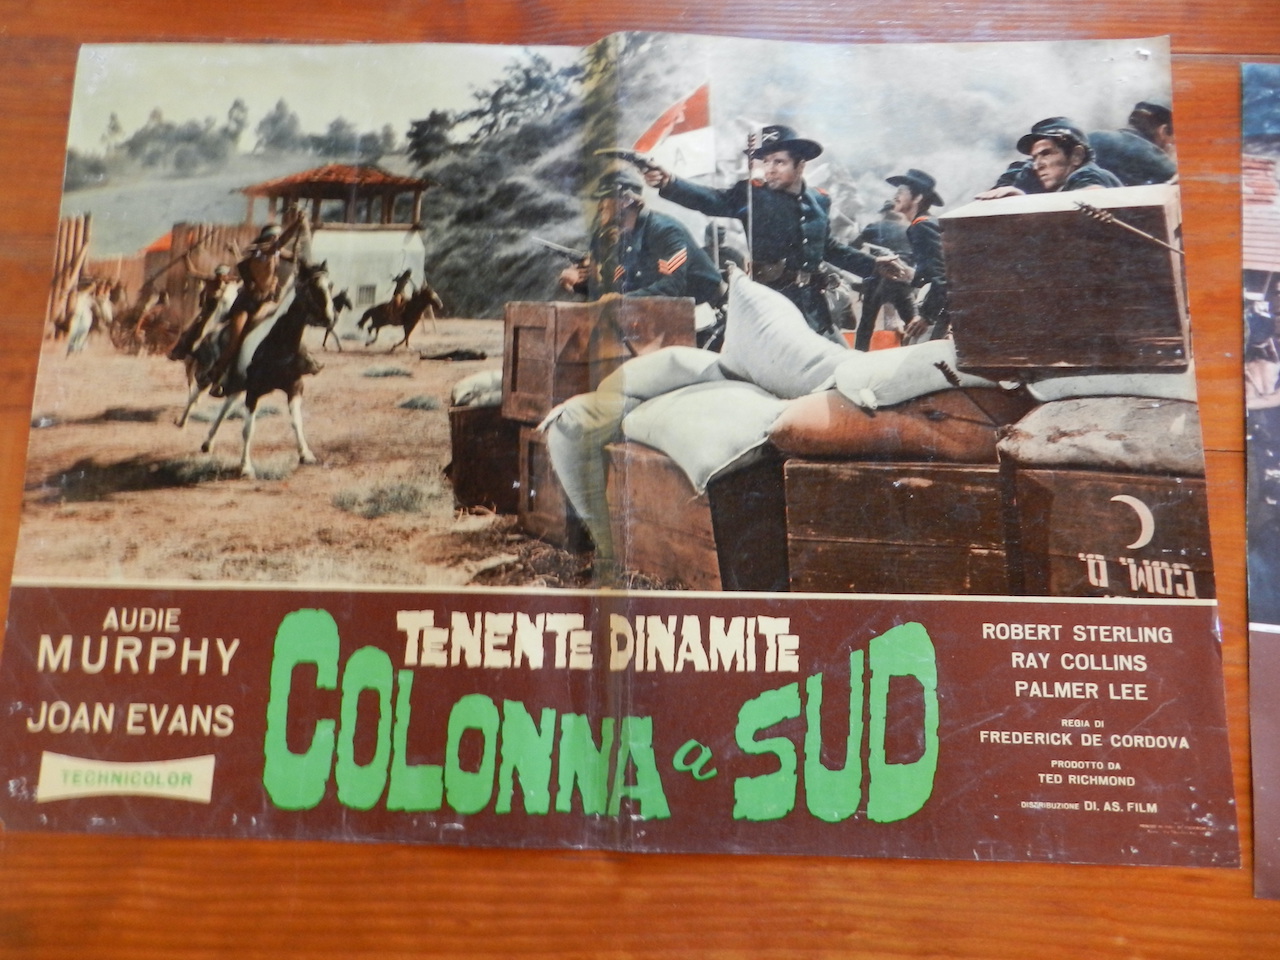 A
COM. D.
AUDIE
MURPHY
JOAN EVANS
TECHNICOLOR
TENENTE DINAMITE
COLONNA a SUD
ROBERT STERLING
RAY COLLINS
PALMER LEE
REGIA DI
FREDERICK DE CORDOVA
PRODOTTO DA
TED RICHMOND
DISTRIBUZIONE DI. AS. FILM